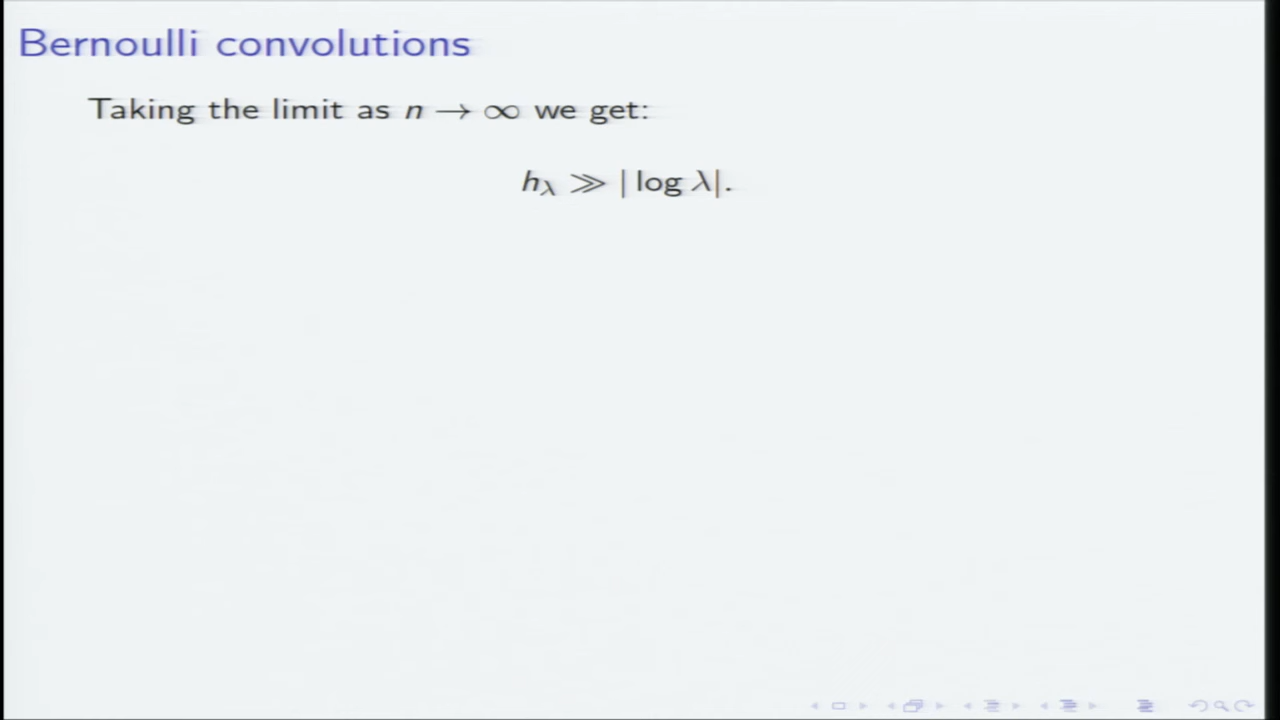 Bernoulli convolutions
Taking the limit as n → ∞ we get:
h_λ ≫ | log λ|.